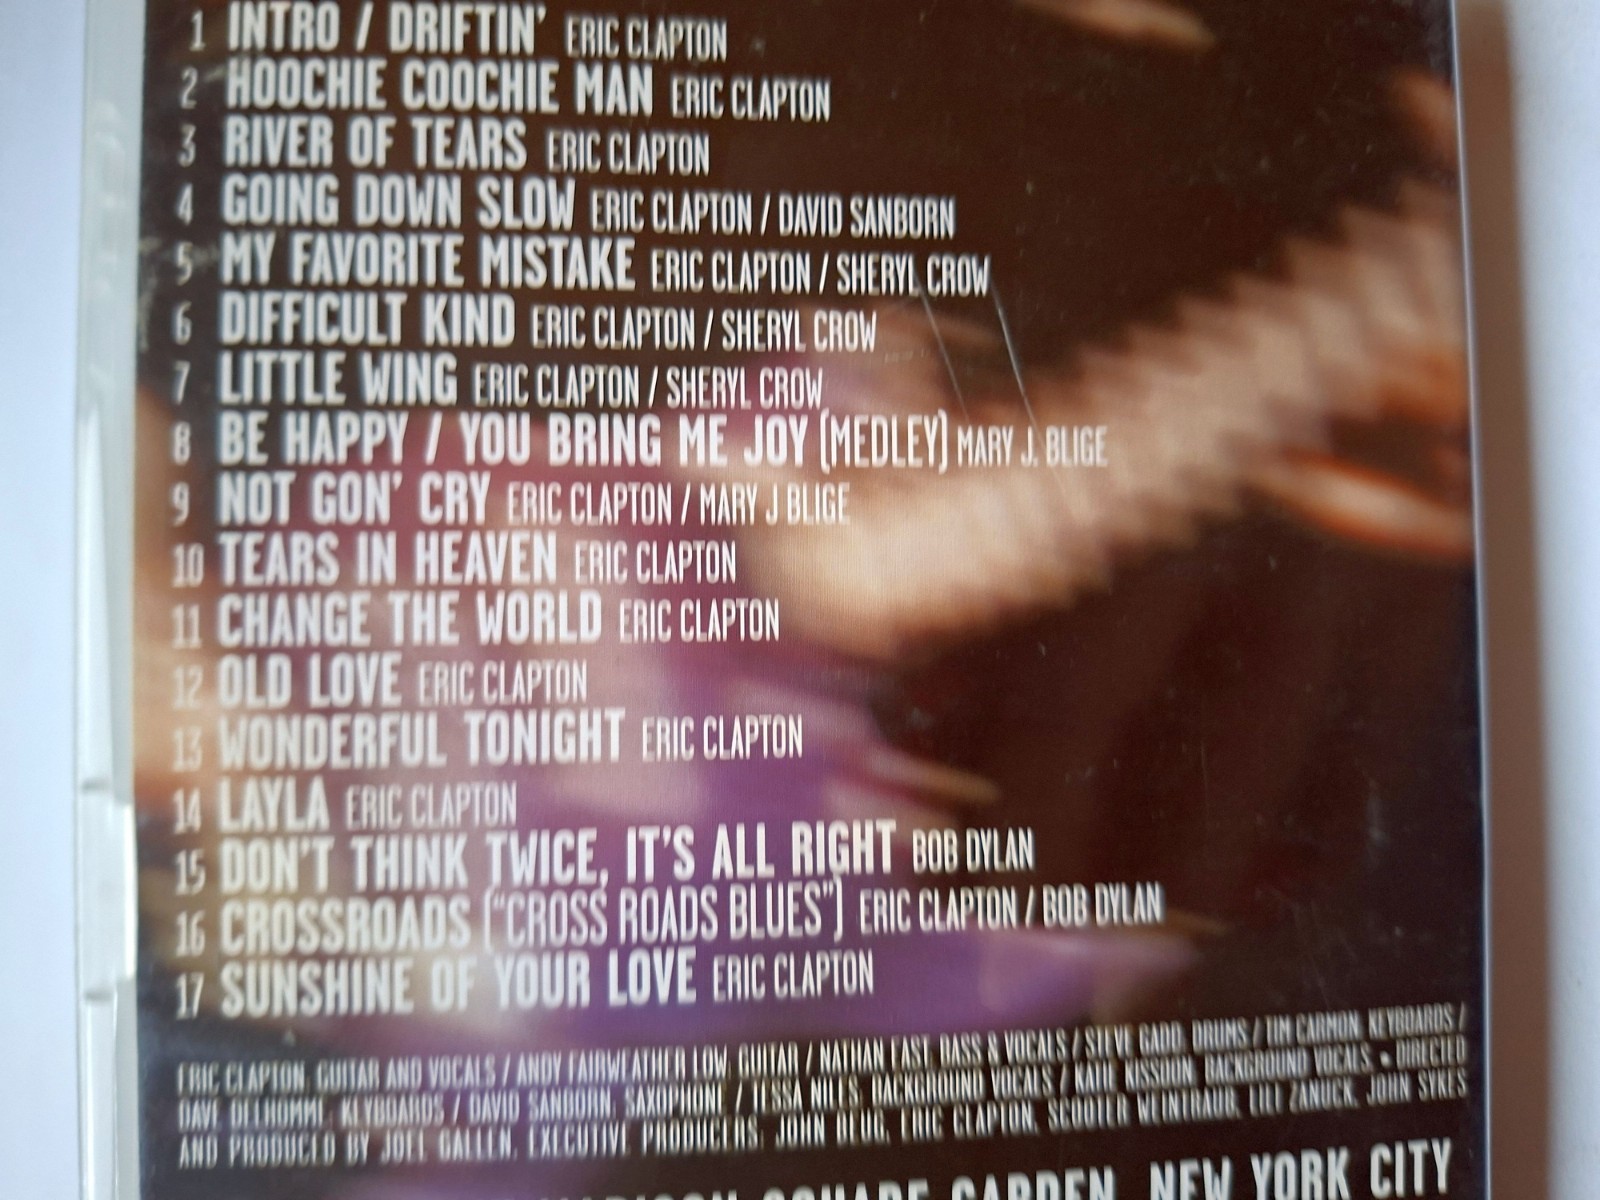 1 INTRO / DRIFTIN' ERIC CLAPTON
2 HOOCHIE COOCHIE MAN ERIC CLAPTON
3 RIVER OF TEARS ERIC CLAPTON
4 GOING DOWN SLOW ERIC CLAPTON / DAVID SANBORN
5 MY FAVORITE MISTAKE ERIC CLAPTON / SHERYL CROW
6 DIFFICULT KIND ERIC CLAPTON / SHERYL CROW
7 LITTLE WING ERIC CLAPTON / SHERYL CROW
8 BE HAPPY / YOU BRING ME JOY (MEDLEY) MARY J. BLIGE
9 NOT GON' CRY ERIC CLAPTON / MARY J BLIGE
10 TEARS IN HEAVEN ERIC CLAPTON
11 CHANGE THE WORLD ERIC CLAPTON
12 OLD LOVE ERIC CLAPTON
13 WONDERFUL TONIGHT ERIC CLAPTON
14 LAYLA ERIC CLAPTON
15 DON'T THINK TWICE, IT'S ALL RIGHT BOB DYLAN
16 CROSSROADS ("CROSS ROADS BLUES") ERIC CLAPTON / BOB DYLAN
17 SUNSHINE OF YOUR LOVE ERIC CLAPTON
ERIC CLAPTON, GUITAR AND VOCALS / ANDY FAIRWEATHER LOW, GUITAR / NATHAN EAST, BASS & VOCALS / STEVE GADD, DRUMS / TIM CARMON, KEYBOARDS /
DAVE DELHOMME, KEYBOARDS / DAVID SANBORN, SAXOPHONE / TESSA NILES, BACKGROUND VOCALS / KATIE KISSOON, BACKGROUND VOCALS • DIRECTED
AND PRODUCED BY JOEL GALLEN, EXECUTIVE PRODUCERS: JOHN BEUG, ERIC CLAPTON, SCOOTER WEINTRAUB, LILI ZANUCK, JOHN SYKES
MADISON SQUARE GARDEN, NEW YORK CITY